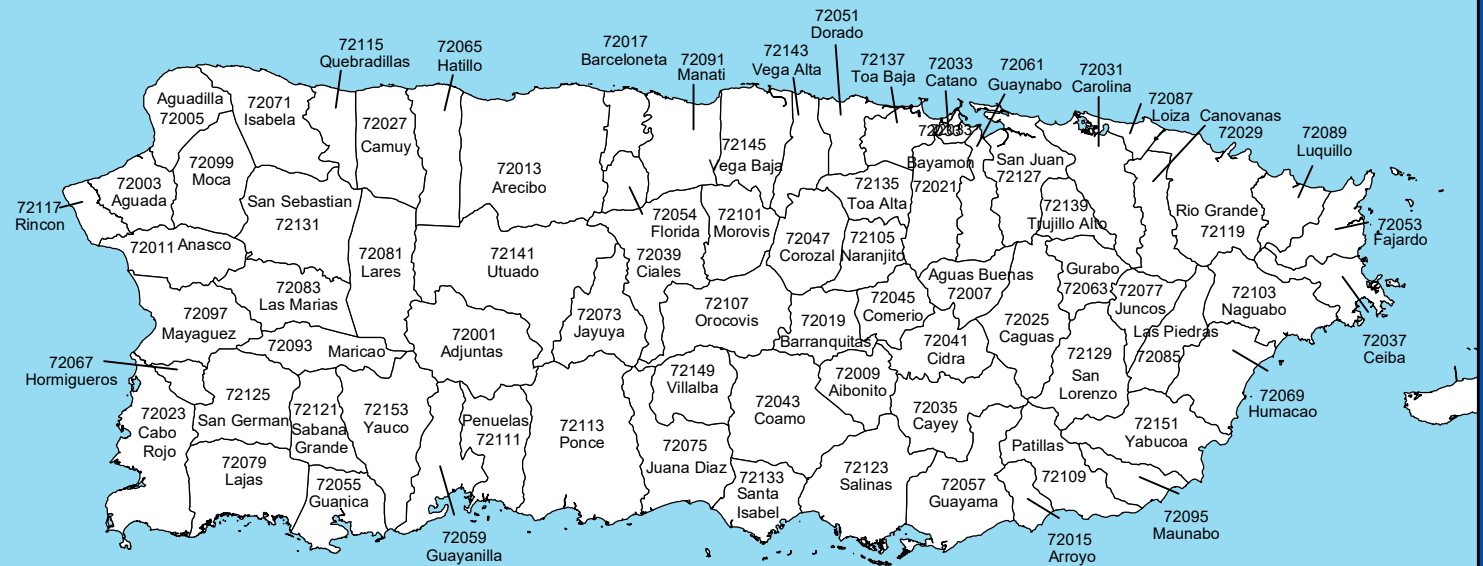 72051
Dorado
72115
Quebradillas
72065
Hatillo
72017
Barceloneta
72091
Manati
72143
Vega Alta
72137
Toa Baja
72033
Catano
72061
Guaynabo
72031
Carolina
72087
Loiza
Canovanas
72029
72089
Luquillo
Aguadilla
72005
72071
Isabela
72027
Camuy
72013
Arecibo
72145
Vega Baja
Bayamon
72021
San Juan
72127
72099
Moca
72003
Aguada
72117
Rincon
San Sebastian
72131
72054
Florida
72101
Morovis
72135
Toa Alta
72139
Trujillo Alto
Rio Grande
72119
72053
Fajardo
72011 Anasco
72081
Lares
72141
Utuado
72039
Ciales
72047
Corozal
72105
Naranjito
Aguas Buenas
72007
Gurabo
72063
72077
Juncos
72103
Naguabo
72037
Ceiba
72083
Las Marias
72097
Mayaguez
72001
Adjuntas
72073
Jayuya
72107
Orocovis
72019
Barranquitas
72045
Comerio
72041
Cidra
72025
Caguas
Las Piedras
72085
72067
Hormigueros
72093 Maricao
72149
Villalba
72009
Aibonito
72129
San
Lorenzo
72069
Humacao
72023
Cabo
Rojo
72125
San German
72121
Sabana
Grande
72153
Yauco
Penuelas
72111
72113
Ponce
72043
Coamo
72035
Cayey
Patillas
72109
72151
Yabucoa
72079
Lajas
72055
Guanica
72075
Juana Diaz
72133
Santa
Isabel
72123
Salinas
72057
Guayama
72059
Guayanilla
72015
Arroyo
72095
Maunabo